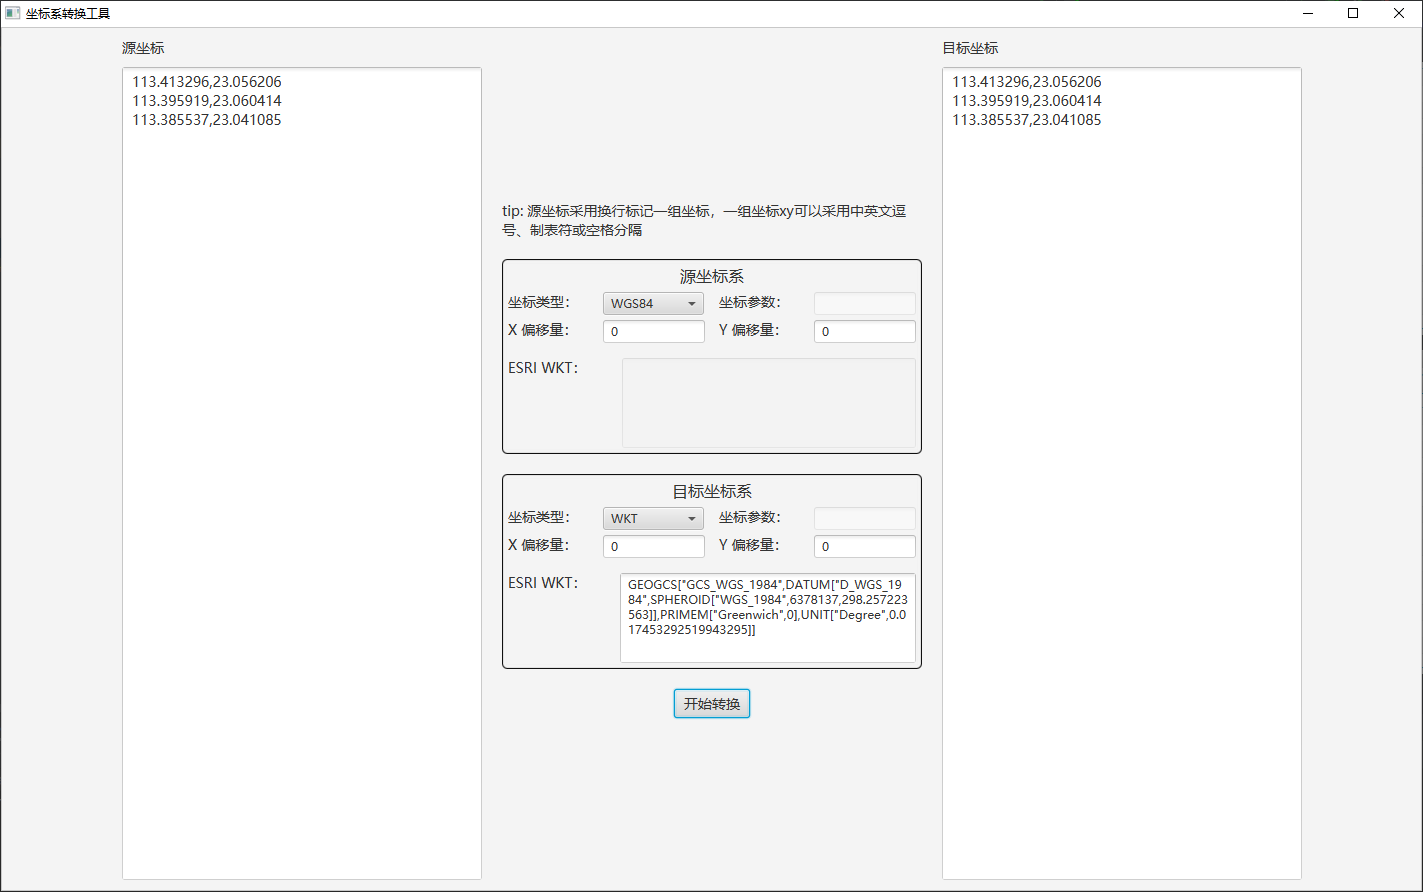 坐标系转换工具
源坐标
113.413296,23.056206
113.395919,23.060414
113.385537,23.041085
tip: 源坐标采用换行标记一组坐标，一组坐标xy可以采用中英文逗
号、制表符或空格分隔
源坐标系
坐标类型： WGS84 坐标参数：
X 偏移量： 0 Y 偏移量： 0
ESRI WKT：
目标坐标系
坐标类型： WKT 坐标参数：
X 偏移量： 0 Y 偏移量： 0
ESRI WKT： GEOGCS["GCS_WGS_1984",DATUM["D_WGS_19
84",SPHEROID["WGS_1984",6378137,298.257223
563]],PRIMEM["Greenwich",0],UNIT["Degree",0.0
17453292519943295]]
开始转换
目标坐标
113.413296,23.056206
113.395919,23.060414
113.385537,23.041085